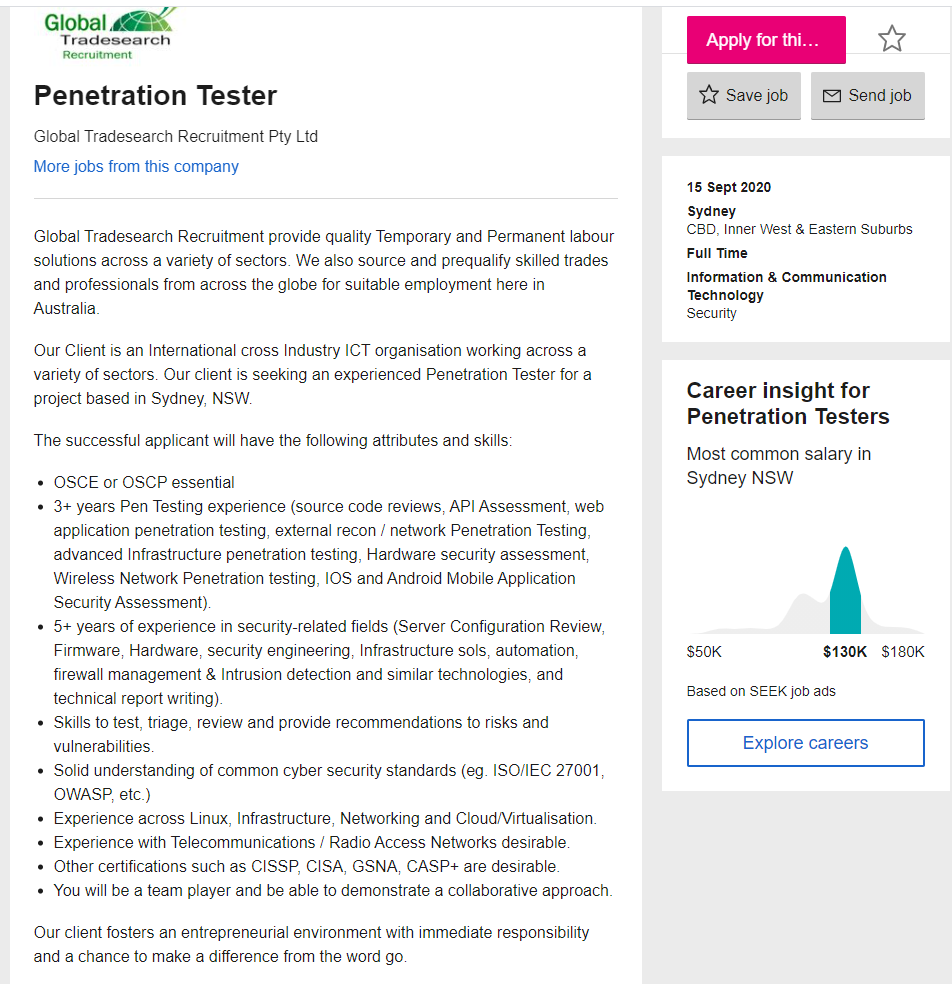 Global
Tradesearch
Recruitment
Penetration Tester
Global Tradesearch Recruitment Pty Ltd
More jobs from this company
Global Tradesearch Recruitment provide quality Temporary and Permanent labour
solutions across a variety of sectors. We also source and prequalify skilled trades
and professionals from across the globe for suitable employment here in
Australia.
Our Client is an International cross Industry ICT organisation working across a
variety of sectors. Our client is seeking an experienced Penetration Tester for a
project based in Sydney, NSW.
The successful applicant will have the following attributes and skills:
• OSCE or OSCP essential
• 3+ years Pen Testing experience (source code reviews, API Assessment, web
application penetration testing, external recon / network Penetration Testing,
advanced Infrastructure penetration testing, Hardware security assessment,
Wireless Network Penetration testing, IOS and Android Mobile Application
Security Assessment).
• 5+ years of experience in security-related fields (Server Configuration Review,
Firmware, Hardware, security engineering, Infrastructure sols, automation,
firewall management & Intrusion detection and similar technologies, and
technical report writing).
• Skills to test, triage, review and provide recommendations to risks and
vulnerabilities.
• Solid understanding of common cyber security standards (eg. ISO/IEC 27001,
OWASP, etc.)
• Experience across Linux, Infrastructure, Networking and Cloud/Virtualisation.
• Experience with Telecommunications / Radio Access Networks desirable.
• Other certifications such as CISSP, CISA, GSNA, CASP+ are desirable.
• You will be a team player and be able to demonstrate a collaborative approach.
Our client fosters an entrepreneurial environment with immediate responsibility
and a chance to make a difference from the word go.
Apply for thi...
Save job
Send job
15 Sept 2020
Sydney
CBD, Inner West & Eastern Suburbs
Full Time
Information & Communication
Technology
Security
Career insight for
Penetration Testers
Most common salary in
Sydney NSW
$50K $130K $180K
Based on SEEK job ads
Explore careers